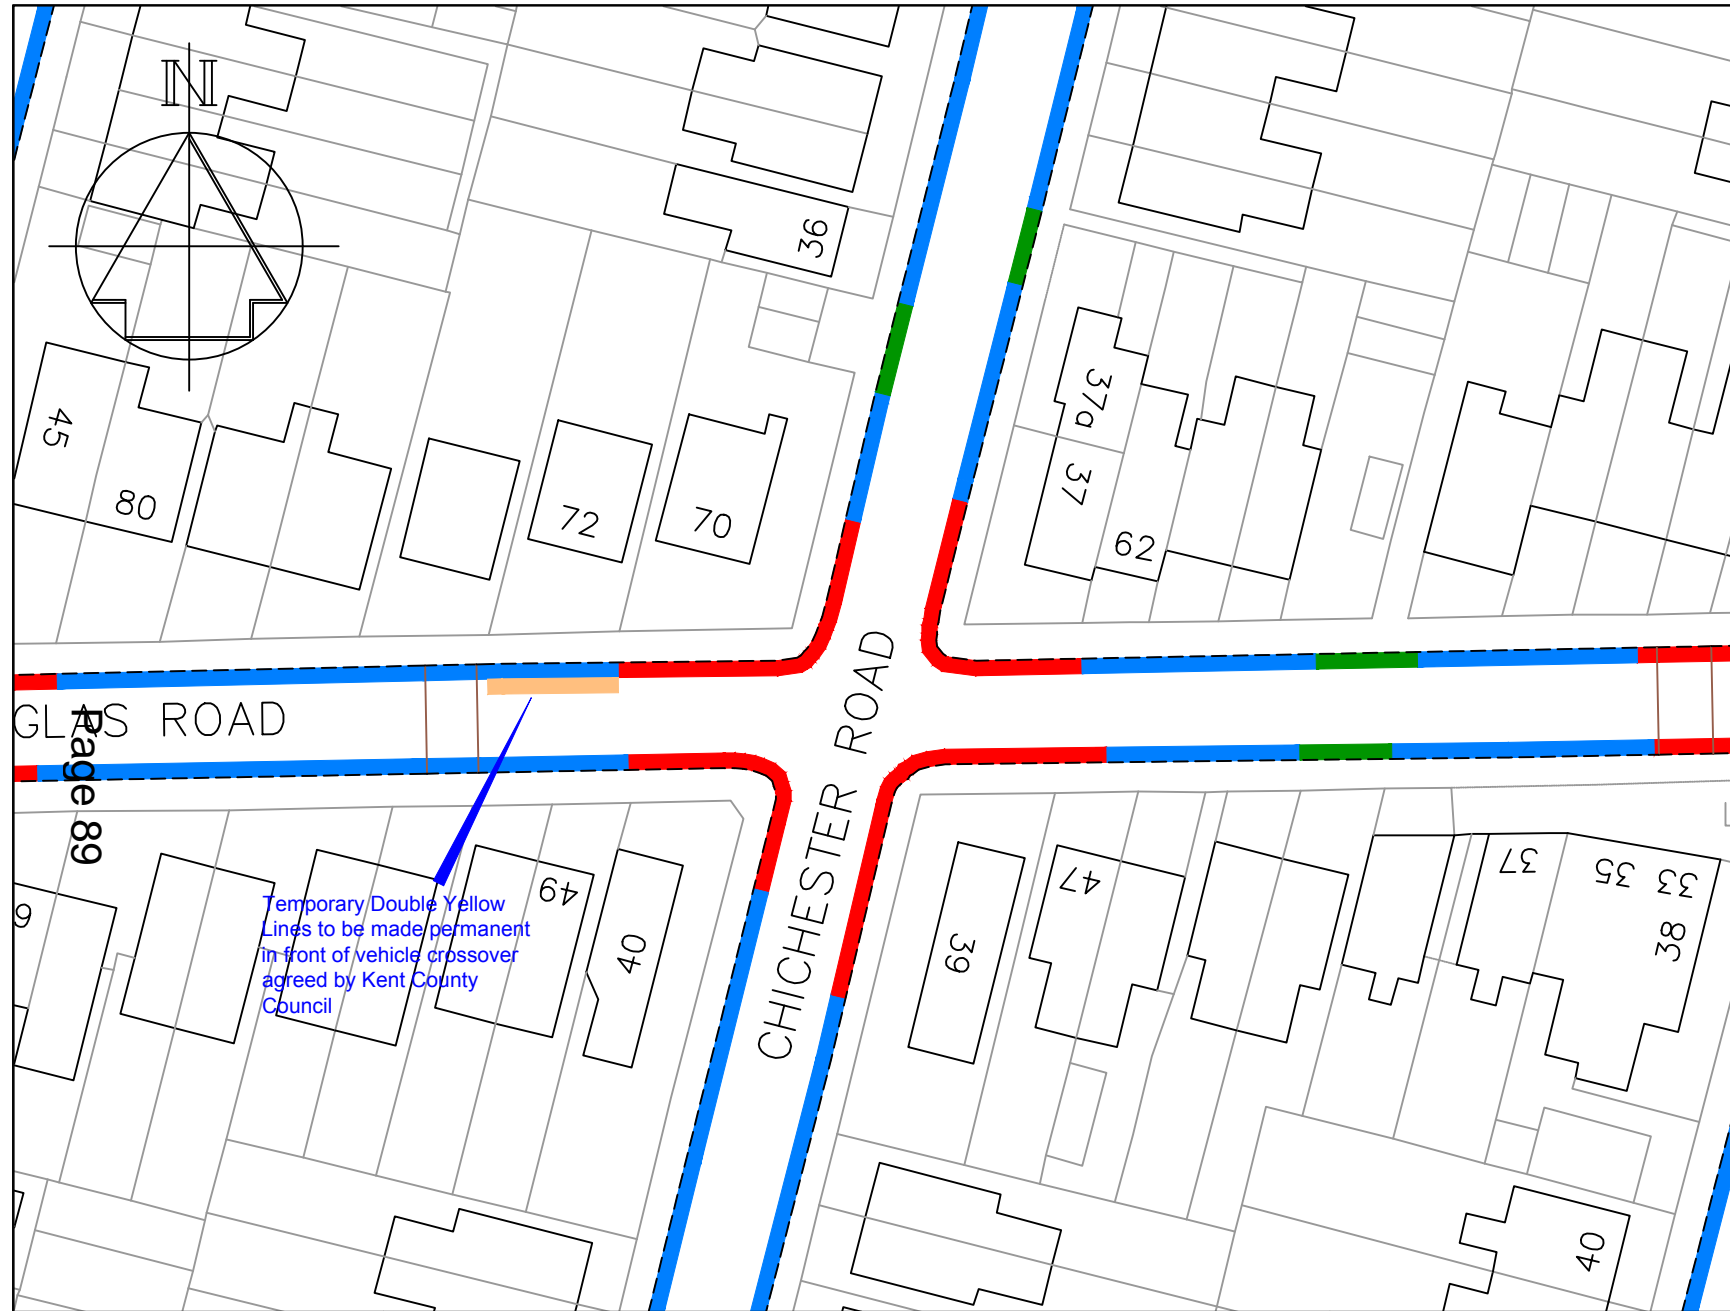 N
36
45
80
72
70
37a
37
62
GLAS ROAD
CHICHESTER ROAD
Page 89
Temporary Double Yellow
Lines to be made permanent
in front of vehicle crossover
agreed by Kent County
Council
49
40
39
47
37
35
33
38
40